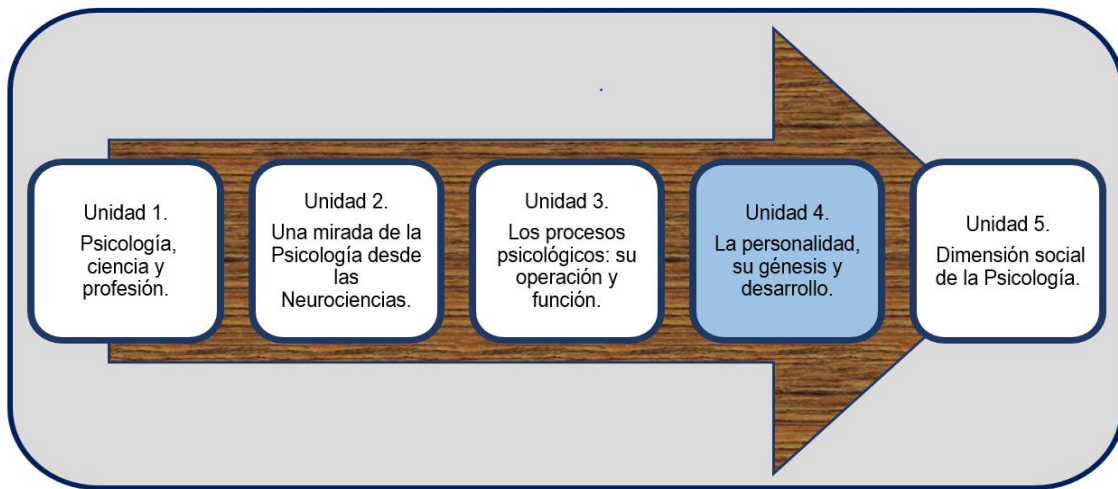 Unidad 1.
Psicología,
ciencia y
profesión.
Unidad 2.
Una mirada de la
Psicología desde
las
Neurociencias.
Unidad 3.
Los procesos
psicológicos: su
operación y
función.
Unidad 4.
La personalidad,
su génesis y
desarrollo.
Unidad 5.
Dimensión social
de la Psicología.